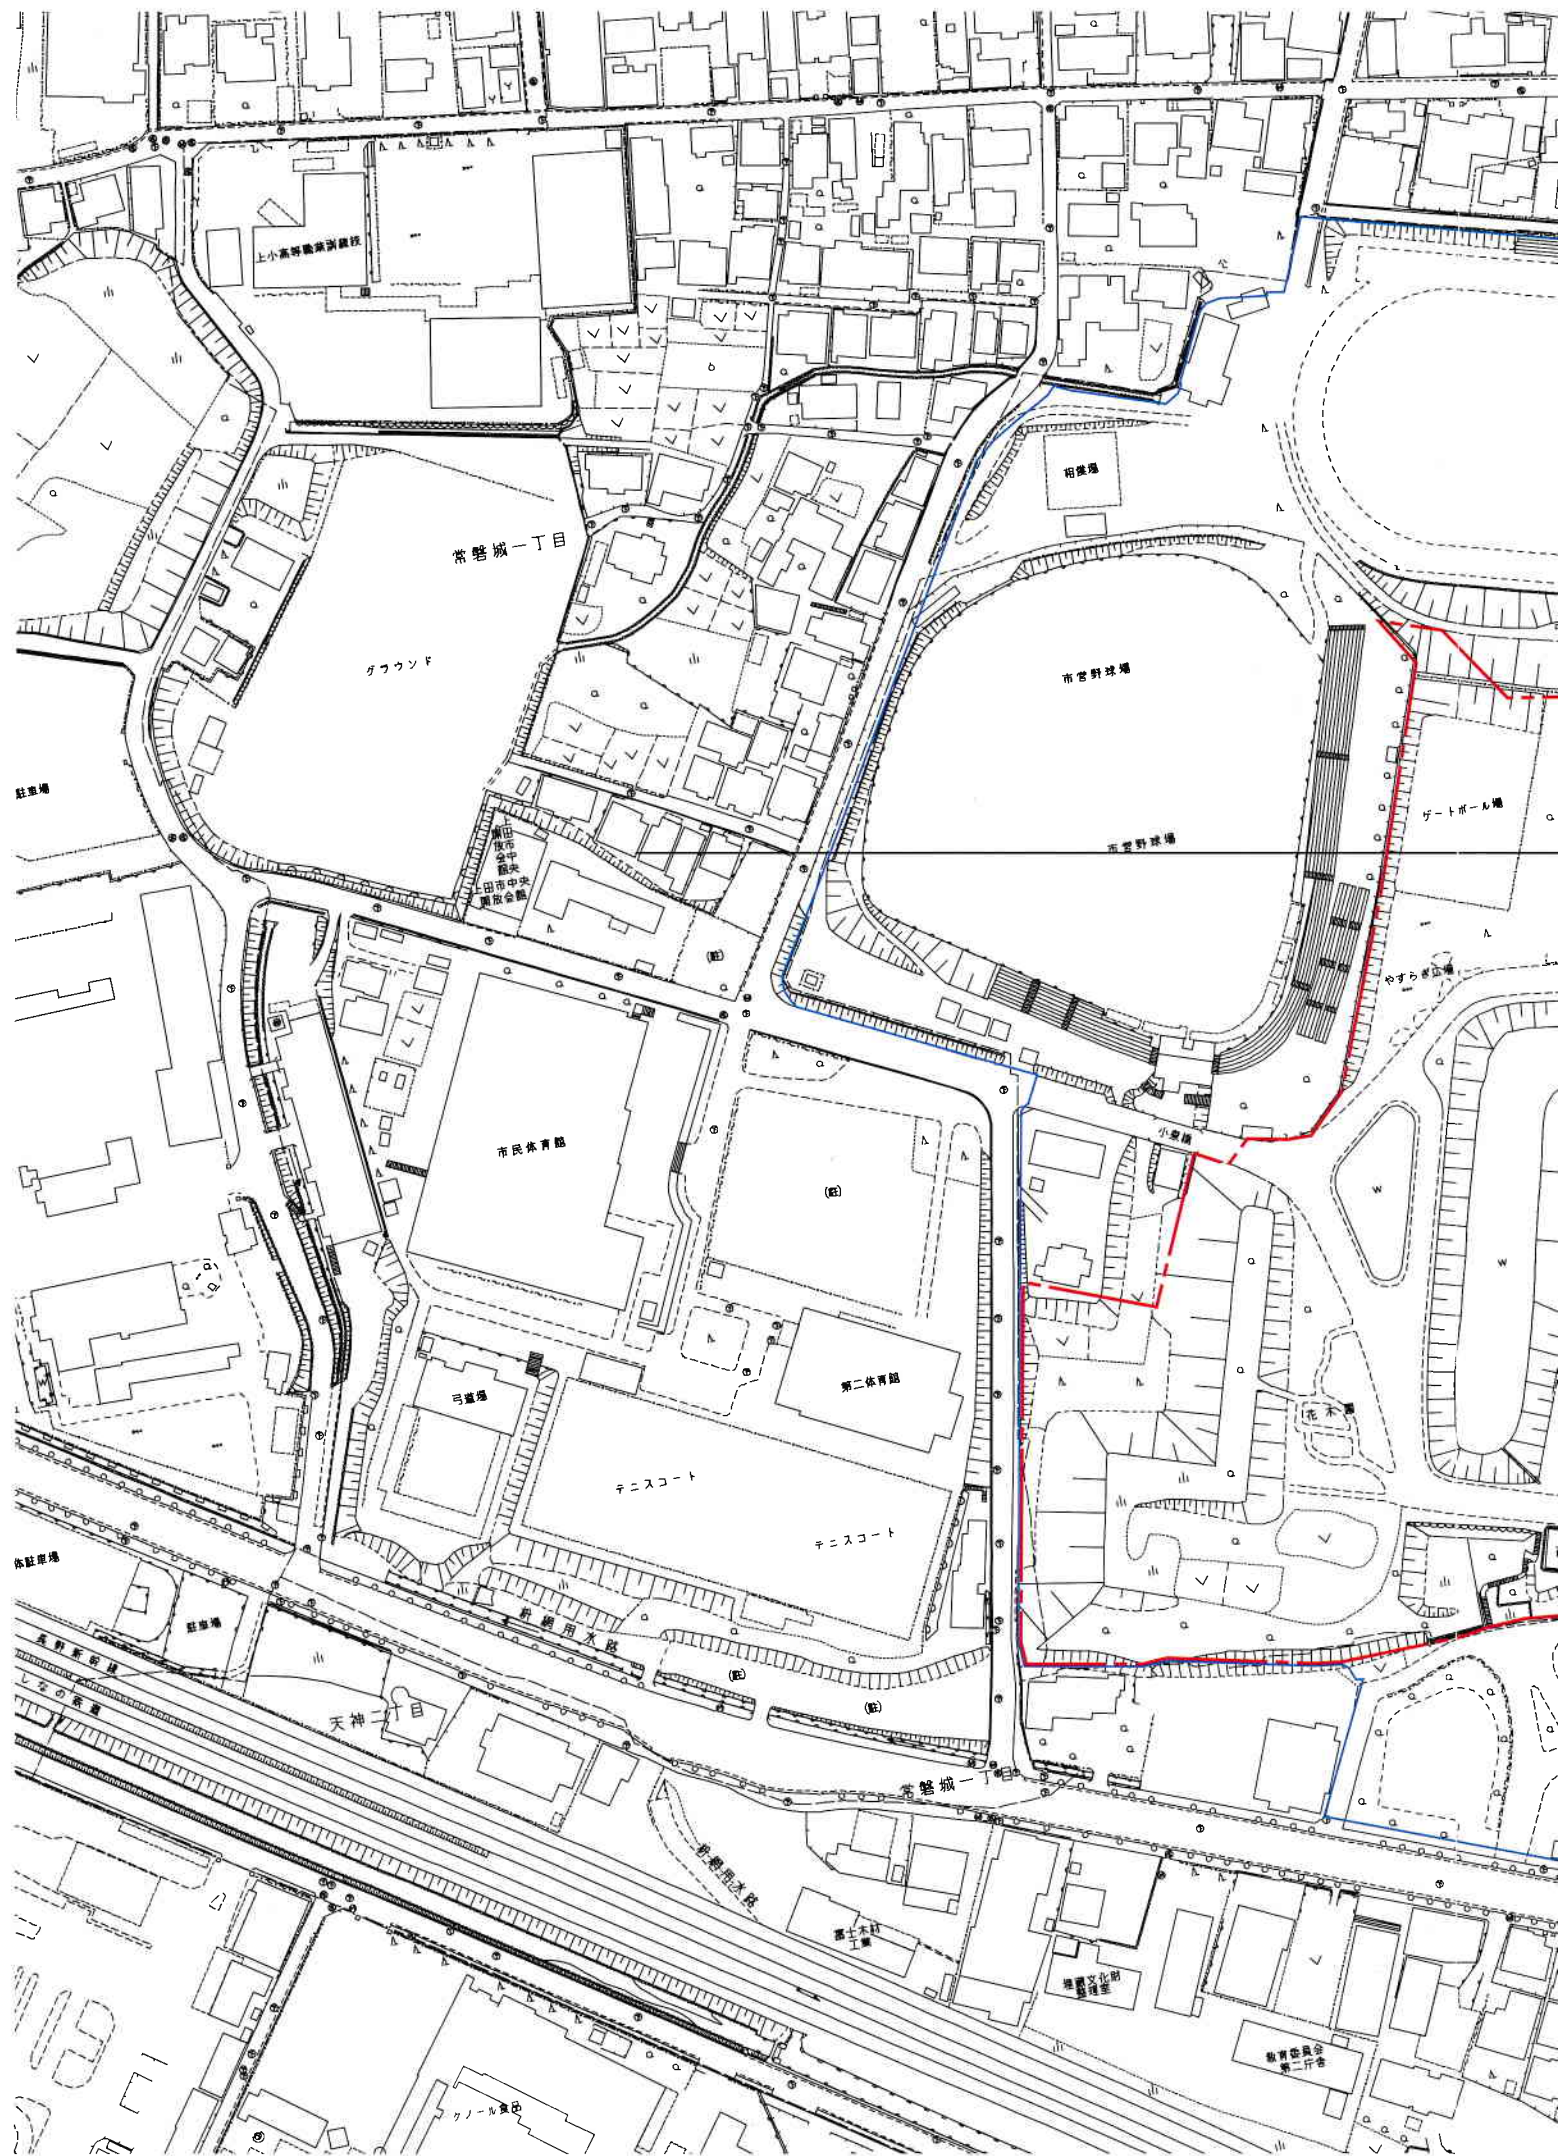 上小高等職業訓練校
相撲場
常磐城一丁目
グラウンド
市営野球場
駐車場
ゲートボール場
市営野球場
上田市中央
開放会館
上田市中央
開放会館
(駐)
やすらぎ広場
小泉橋
市民体育館
(駐)
W
W
第二体育館
弓道場
花木園
テニスコート
テニスコート
体駐車場
駐車場
新網用水路
長野新幹線
しなの鉄道
(駐)
(駐)
天神二丁目
常磐城一丁目
新網用水路
富士木材
工業
埋蔵文化財
整理室
教育委員会
第二庁舎
クノール食品